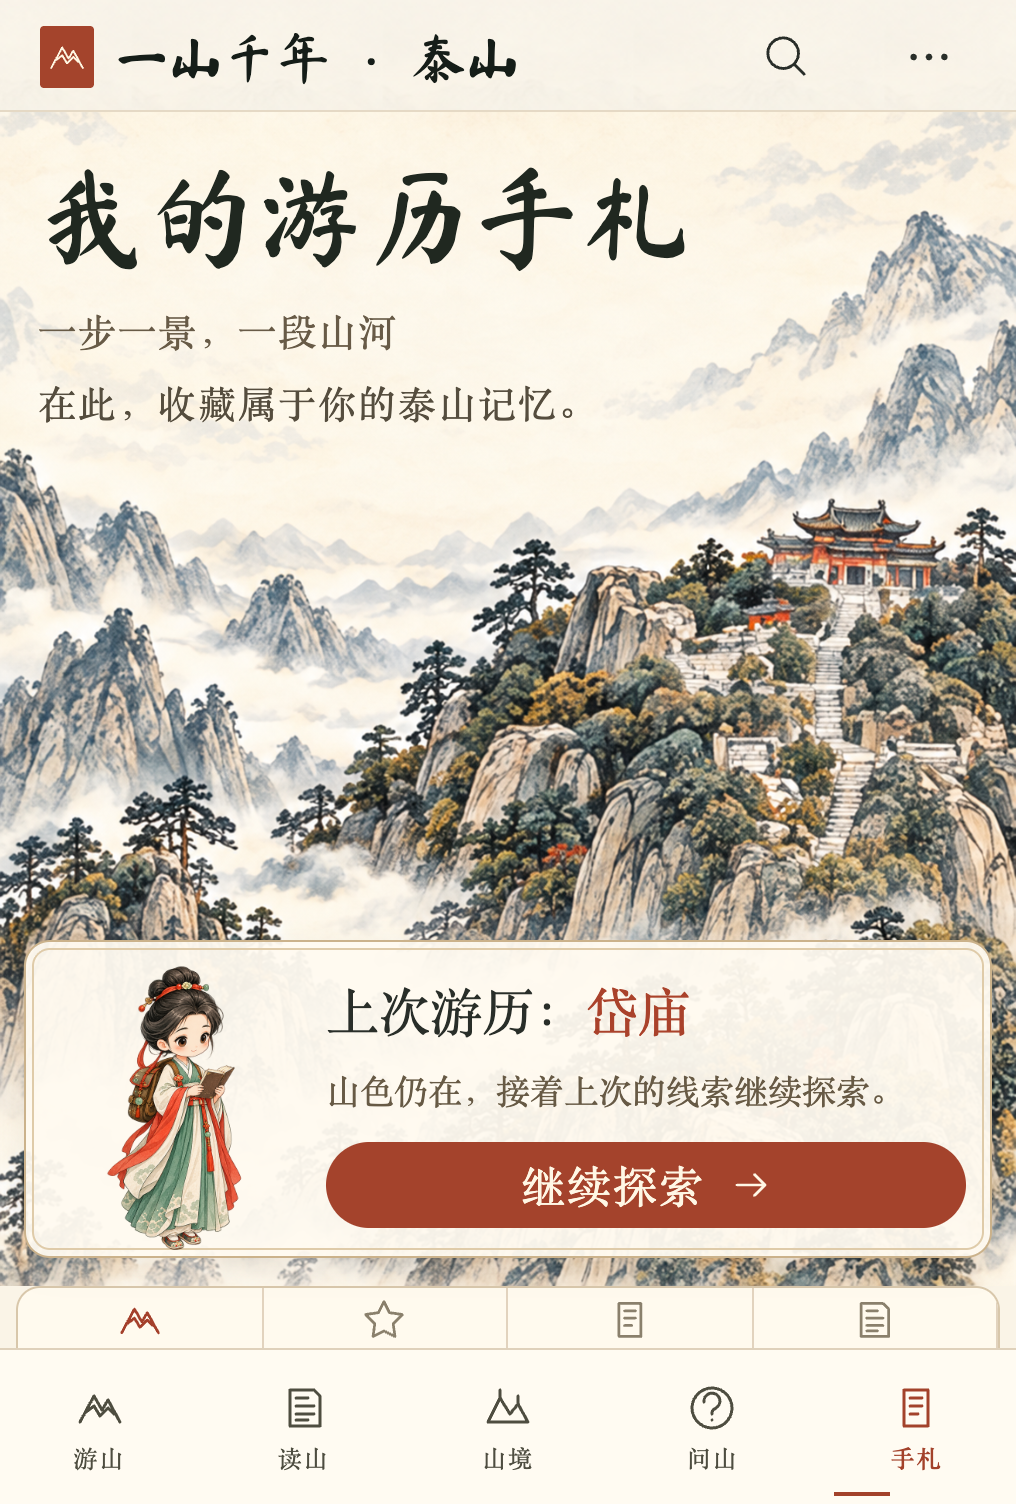 一山千年 · 泰山
我的游历手札
一步一景，一段山河
在此，收藏属于你的泰山记忆。
上次游历：岱庙
山色仍在，接着上次的线索继续探索。
继续探索 →
游山
读山
山境
问山
手札